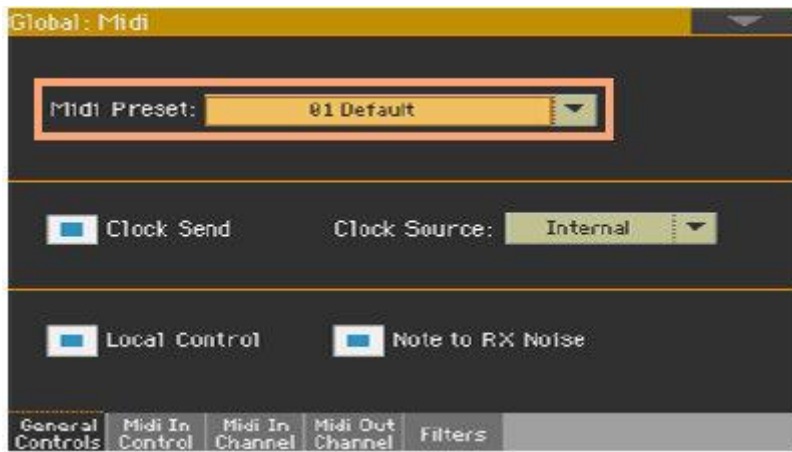 Global: Midi
Midi Preset: 01 Default
Clock Send Clock Source: Internal
Local Control Note to RX Noise
General Controls Midi In Control Midi In Channel Midi Out Channel Filters